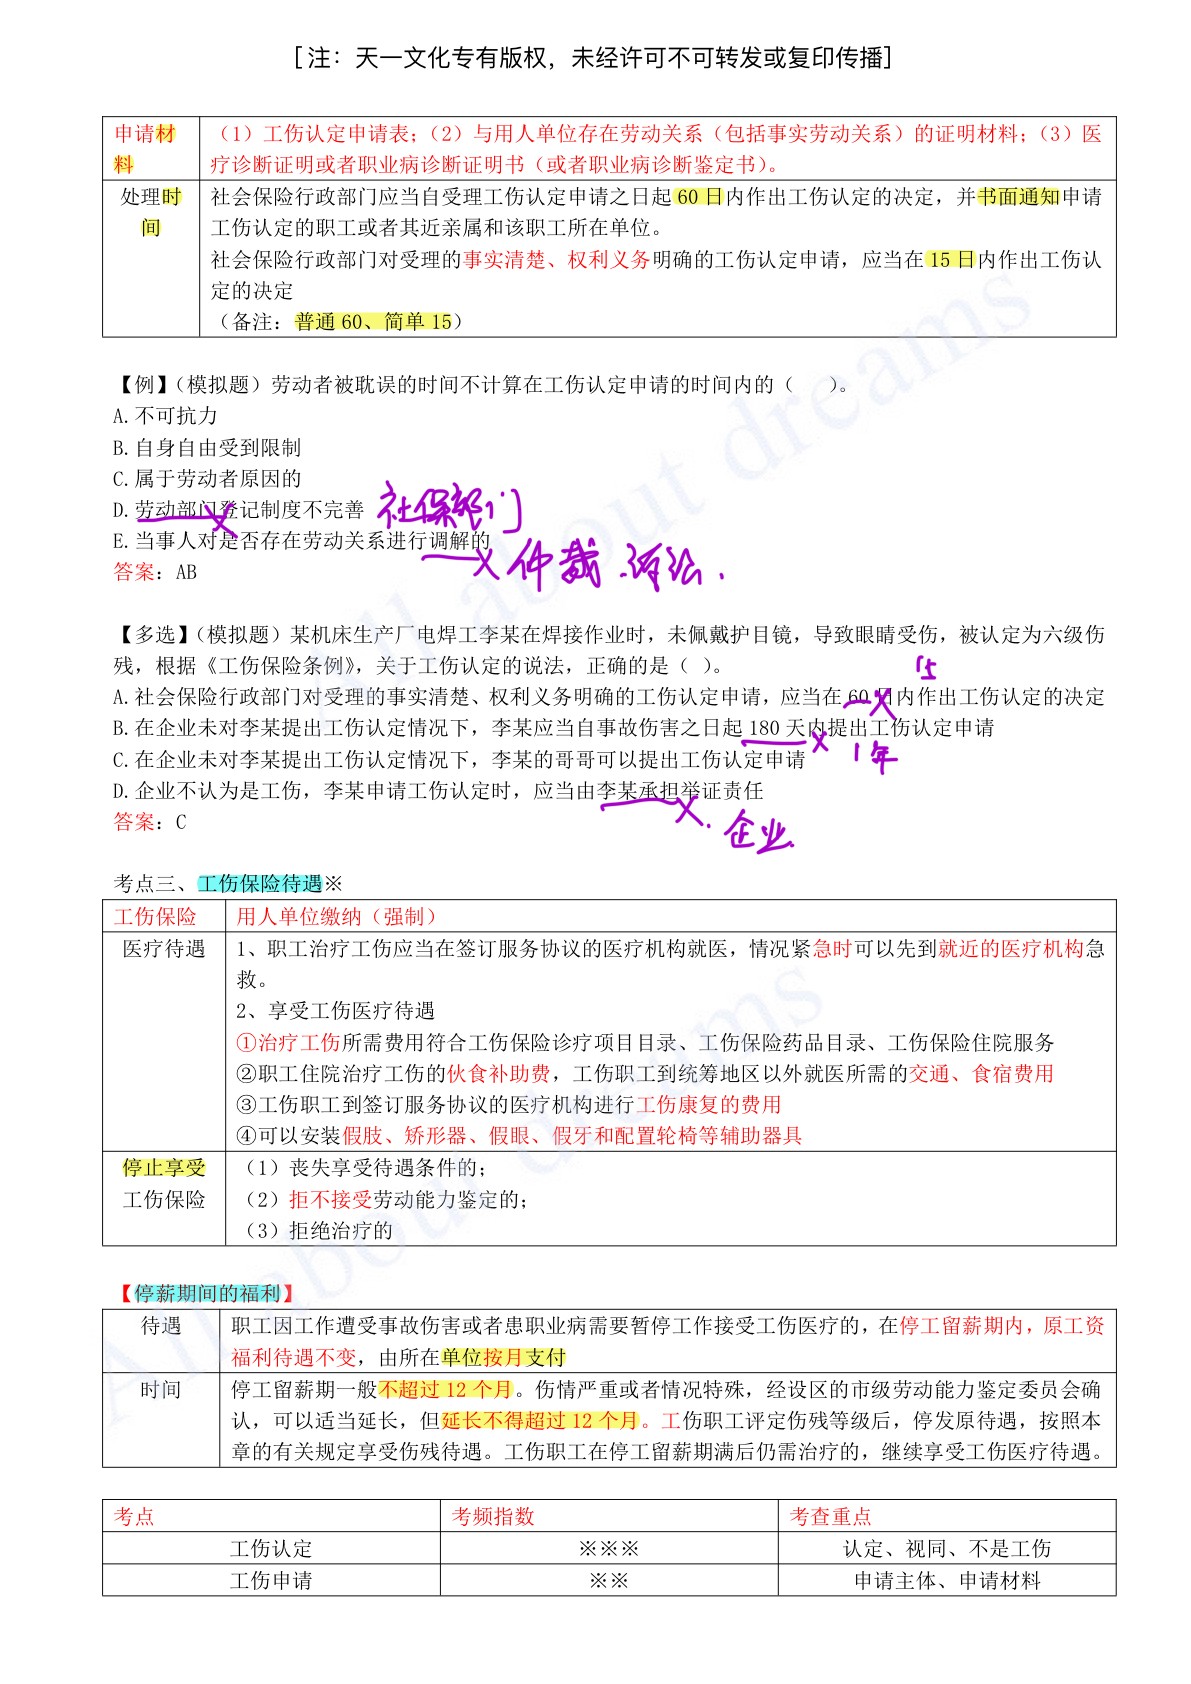 [注：天一文化专有版权，未经许可不可转发或复印传播]
申请材
料
（1）工伤认定申请表；（2）与用人单位存在劳动关系（包括事实劳动关系）的证明材料；（3）医
疗诊断证明或者职业病诊断证明书（或者职业病诊断鉴定书）。
处理时
间
社会保险行政部门应当自受理工伤认定申请之日起 60 日内作出工伤认定的决定，并书面通知申请
工伤认定的职工或者其近亲属和该职工所在单位。
社会保险行政部门对受理的事实清楚、权利义务明确的工伤认定申请，应当在 15 日内作出工伤认
定的决定
（备注：普通 60、简单 15）
【例】（模拟题）劳动者被耽误的时间不计算在工伤认定申请的时间内的（　）。
A.不可抗力
B.自身自由受到限制
C.属于劳动者原因的
D.劳动部门登记制度不完善 社保部门
E.当事人对是否存在劳动关系进行调解的
仲裁.诉讼.
答案：AB
【多选】（模拟题）某机床生产厂电焊工李某在焊接作业时，未佩戴护目镜，导致眼睛受伤，被认定为六级伤
残，根据《工伤保险条例》，关于工伤认定的说法，正确的是（ ）。
15
A.社会保险行政部门对受理的事实清楚、权利义务明确的工伤认定申请，应当在 60 日内作出工伤认定的决定
B.在企业未对李某提出工伤认定情况下，李某应当自事故伤害之日起 180 天内提出工伤认定申请
1年
C.在企业未对李某提出工伤认定情况下，李某的哥哥可以提出工伤认定申请
D.企业不认为是工伤，李某申请工伤认定时，应当由李某承担举证责任
企业.
答案：C
考点三、工伤保险待遇※
工伤保险 用人单位缴纳（强制）
医疗待遇 1、职工治疗工伤应当在签订服务协议的医疗机构就医，情况紧急时可以先到就近的医疗机构急
救。
2、享受工伤医疗待遇
①治疗工伤所需费用符合工伤保险诊疗项目目录、工伤保险药品目录、工伤保险住院服务
②职工住院治疗工伤的伙食补助费，工伤职工到统筹地区以外就医所需的交通、食宿费用
③工伤职工到签订服务协议的医疗机构进行工伤康复的费用
④可以安装假肢、矫形器、假眼、假牙和配置轮椅等辅助器具
停止享受
工伤保险
（1）丧失享受待遇条件的；
（2）拒不接受劳动能力鉴定的；
（3）拒绝治疗的
【停薪期间的福利】
待遇 职工因工作遭受事故伤害或者患职业病需要暂停工作接受工伤医疗的，在停工留薪期内，原工资
福利待遇不变，由所在单位按月支付
时间 停工留薪期一般不超过 12 个月。伤情严重或者情况特殊，经设区的市级劳动能力鉴定委员会确
认，可以适当延长，但延长不得超过 12 个月。工伤职工评定伤残等级后，停发原待遇，按照本
章的有关规定享受伤残待遇。工伤职工在停工留薪期满后仍需治疗的，继续享受工伤医疗待遇。
考点 考频指数 考查重点
工伤认定 ※※※ 认定、视同、不是工伤
工伤申请 ※※ 申请主体、申请材料
All about dreams
All about dreams